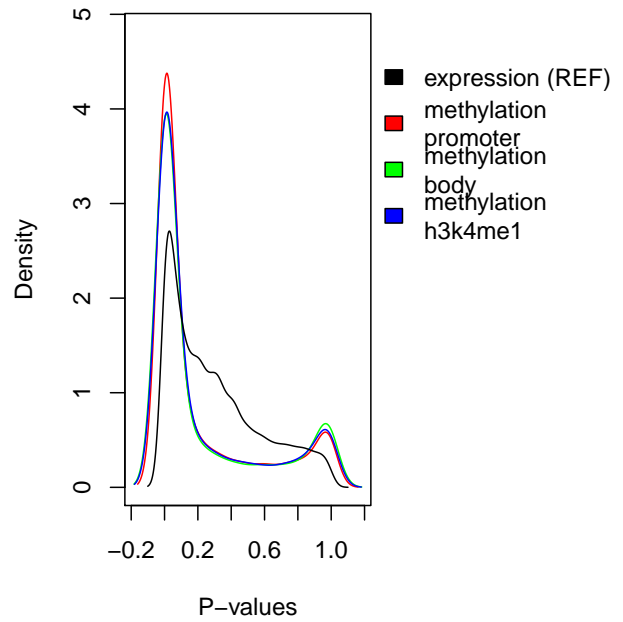 5
4
3
2
1
0
Density
−0.2 0.2 0.6 1.0
P−values
expression (REF)
methylation
promoter
methylation
body
methylation
h3k4me1